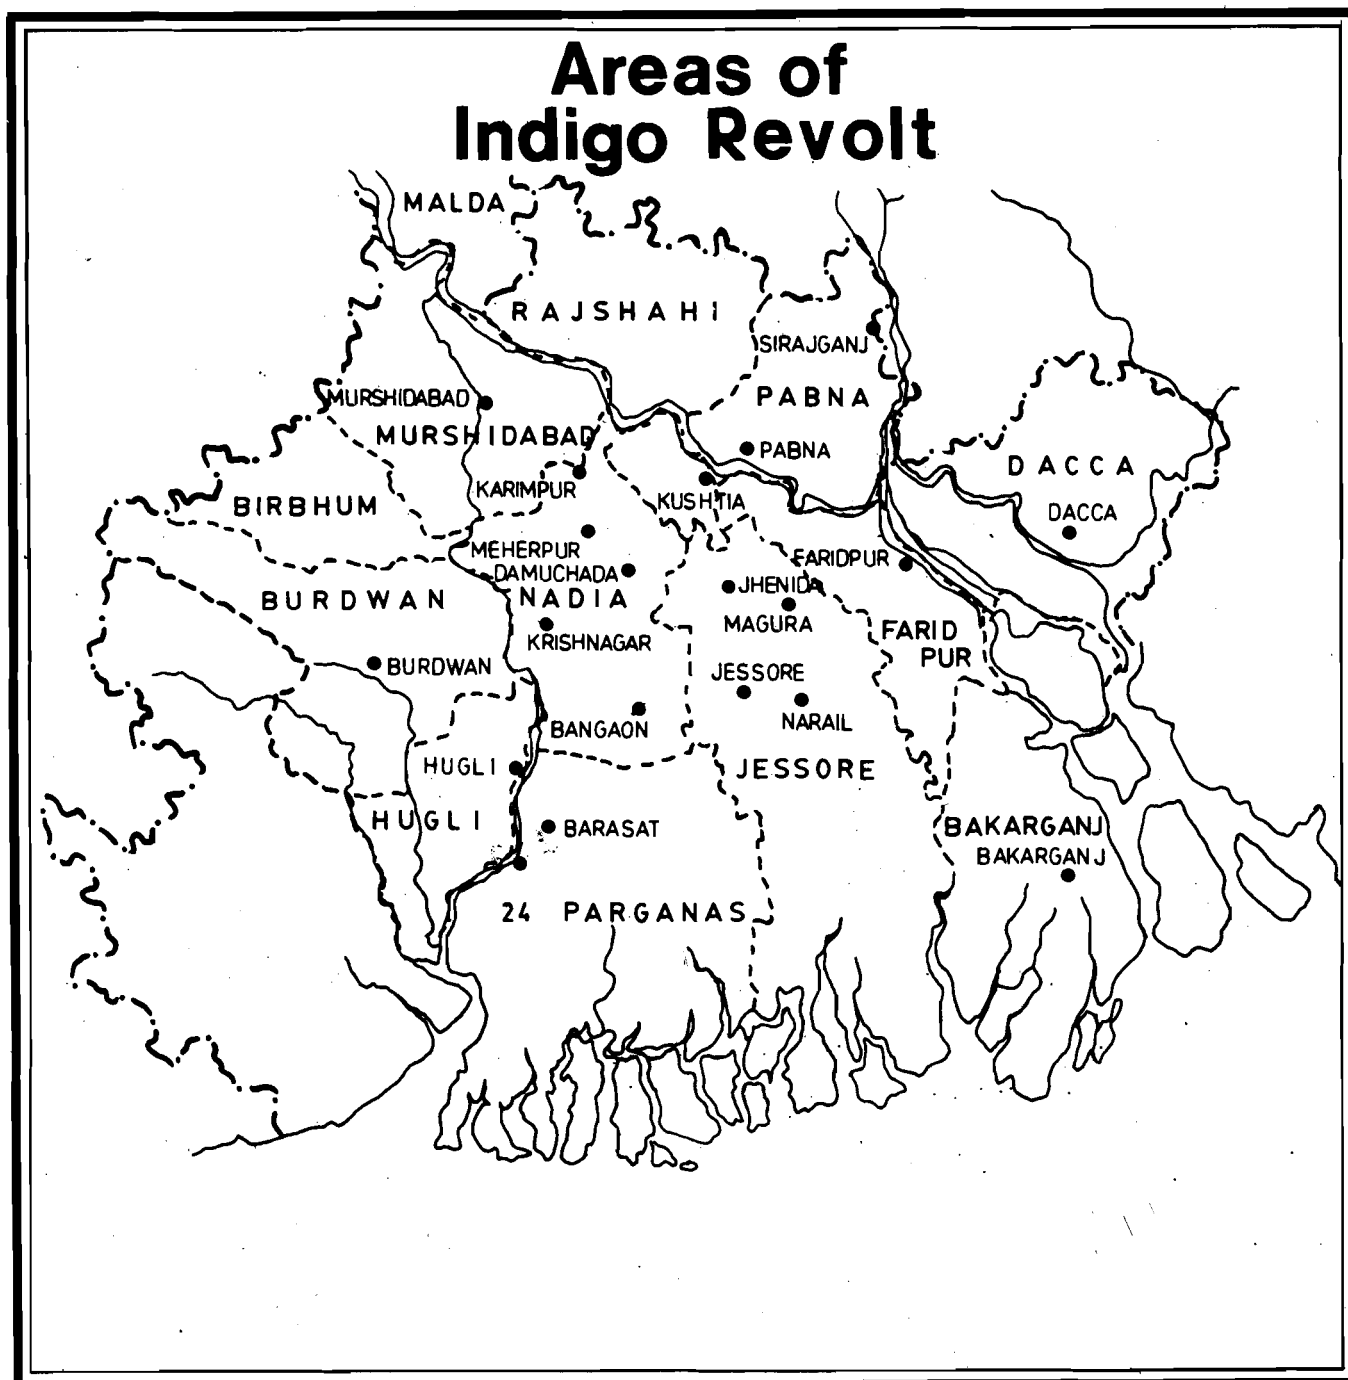 Areas of
Indigo Revolt
MALDA
RAJSHAHI
SIRAJGANJ
PABNA
MURSHIDABAD
MURSHIDABAD
PABNA
DACCA
KARIMPUR
KUSHTIA
BIRBHUM
DACCA
MEHERPUR
FARIDPUR
DAMUCHADA
JHENIDA
BURDWAN
NADIA
MAGURA
FARID
PUR
KRISHNAGAR
BURDWAN
JESSORE
NARAIL
BANGAON
HUGLI
JESSORE
HUGLI
BARASAT
BAKARGANJ
BAKARGANJ
24 PARGANAS